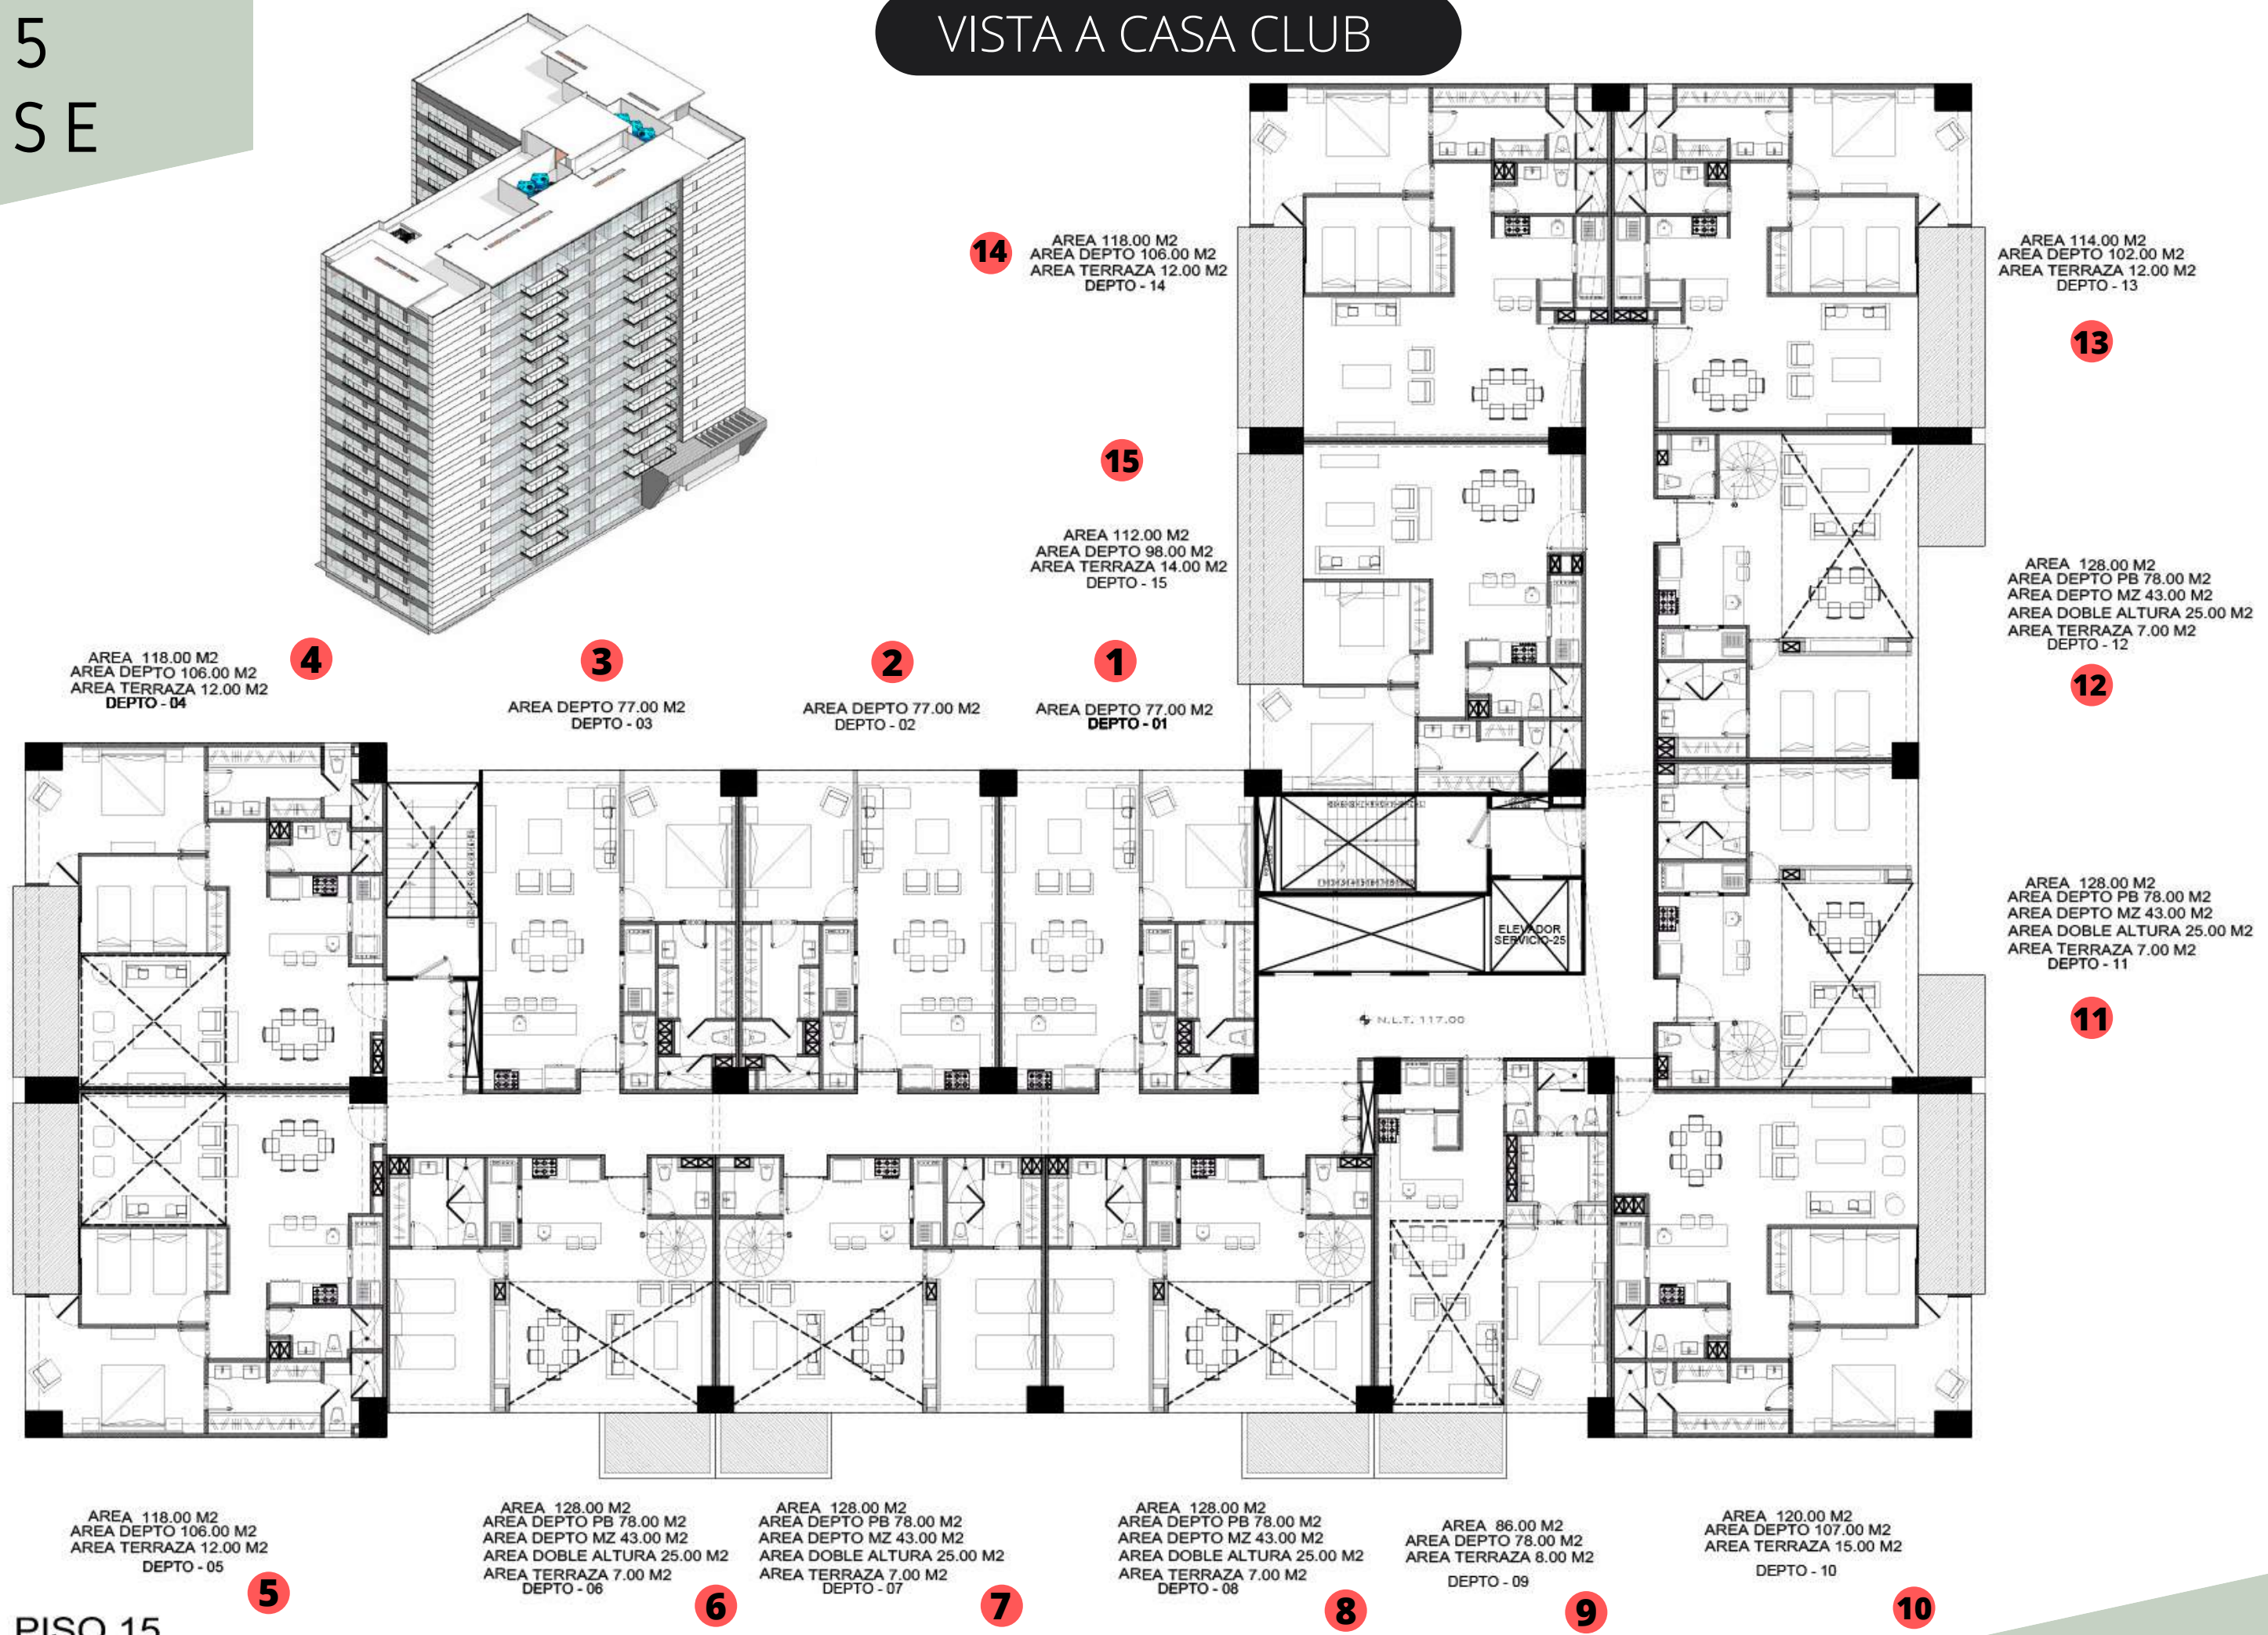 5
SE
VISTA A CASA CLUB
14
AREA 118.00 M2
AREA DEPTO 106.00 M2
AREA TERRAZA 12.00 M2
DEPTO - 14
AREA 114.00 M2
AREA DEPTO 102.00 M2
AREA TERRAZA 12.00 M2
DEPTO - 13
13
15
AREA 112.00 M2
AREA DEPTO 98.00 M2
AREA TERRAZA 14.00 M2
DEPTO - 15
AREA 128.00 M2
AREA DEPTO PB 78.00 M2
AREA DEPTO MZ 43.00 M2
AREA DOBLE ALTURA 25.00 M2
AREA TERRAZA 7.00 M2
DEPTO - 12
12
4
AREA 118.00 M2
AREA DEPTO 106.00 M2
AREA TERRAZA 12.00 M2
DEPTO - 04
3
AREA DEPTO 77.00 M2
DEPTO - 03
2
AREA DEPTO 77.00 M2
DEPTO - 02
1
AREA DEPTO 77.00 M2
DEPTO - 01
ELEVADOR
SERVICIO-25
N.L.T. 117.00
AREA 128.00 M2
AREA DEPTO PB 78.00 M2
AREA DEPTO MZ 43.00 M2
AREA DOBLE ALTURA 25.00 M2
AREA TERRAZA 7.00 M2
DEPTO - 11
11
AREA 118.00 M2
AREA DEPTO 106.00 M2
AREA TERRAZA 12.00 M2
DEPTO - 05
5
AREA 128.00 M2
AREA DEPTO PB 78.00 M2
AREA DEPTO MZ 43.00 M2
AREA DOBLE ALTURA 25.00 M2
AREA TERRAZA 7.00 M2
DEPTO - 06
6
AREA 128.00 M2
AREA DEPTO PB 78.00 M2
AREA DEPTO MZ 43.00 M2
AREA DOBLE ALTURA 25.00 M2
AREA TERRAZA 7.00 M2
DEPTO - 07
7
AREA 128.00 M2
AREA DEPTO PB 78.00 M2
AREA DEPTO MZ 43.00 M2
AREA DOBLE ALTURA 25.00 M2
AREA TERRAZA 7.00 M2
DEPTO - 08
8
AREA 86.00 M2
AREA DEPTO 78.00 M2
AREA TERRAZA 8.00 M2
DEPTO - 09
9
AREA 120.00 M2
AREA DEPTO 107.00 M2
AREA TERRAZA 15.00 M2
DEPTO - 10
10
PISO 15